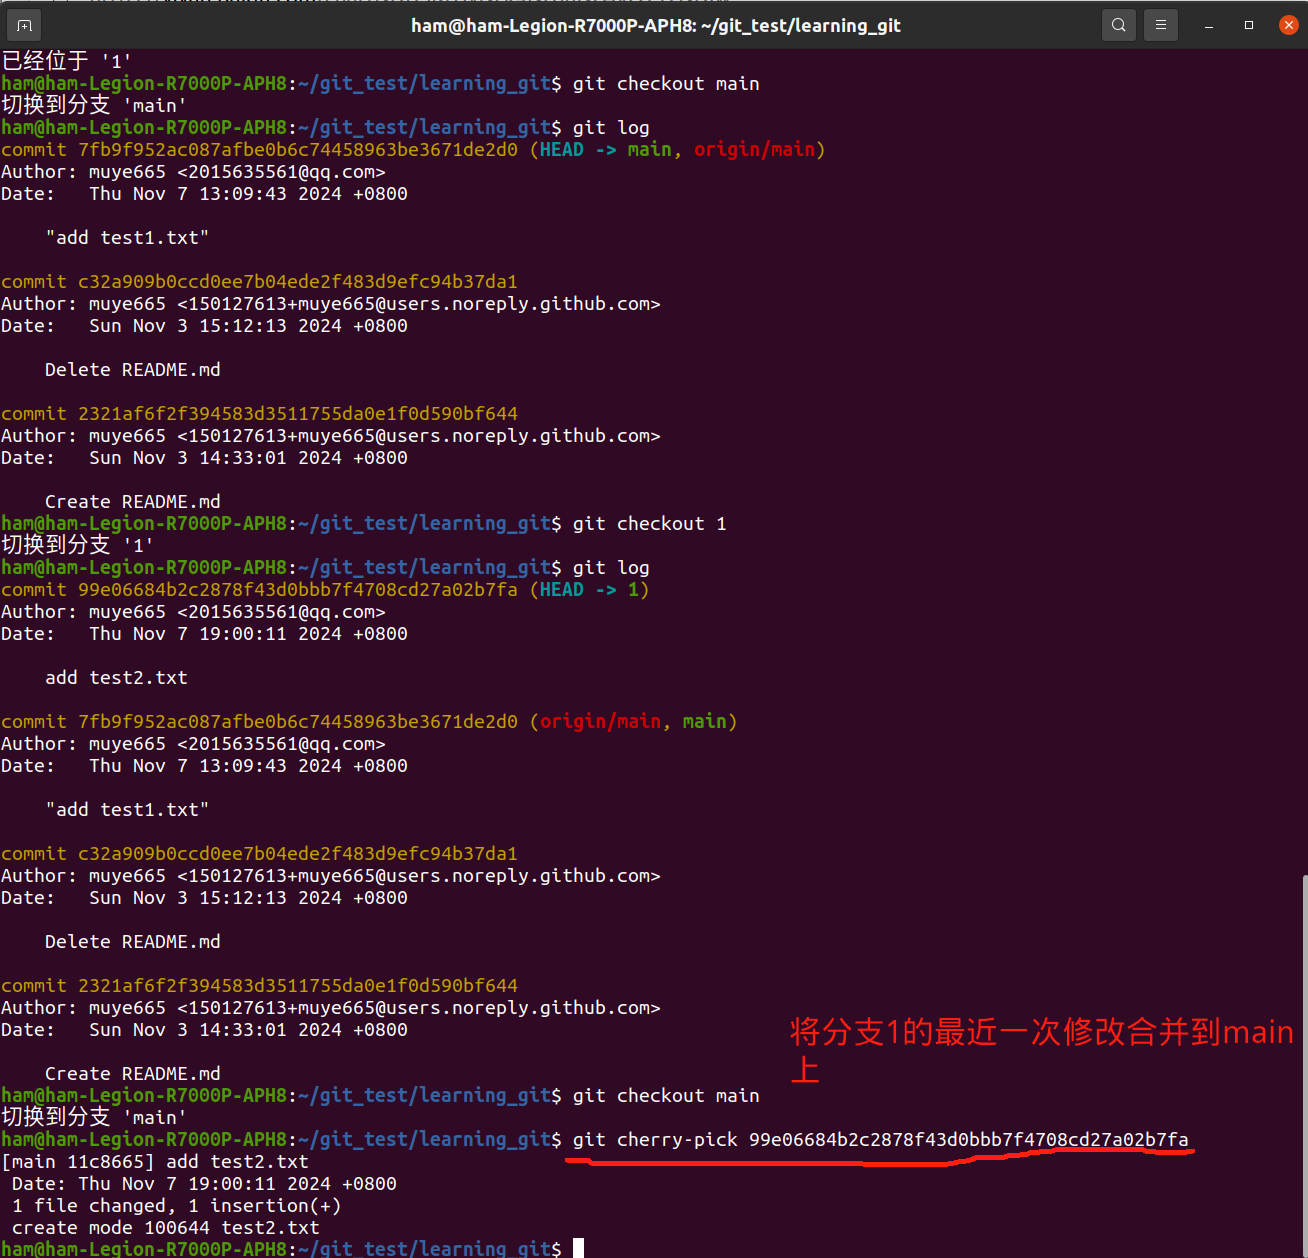 ham@ham-Legion-R7000P-APH8: ~/git_test/learning_git
已经位于 '1'
ham@ham-Legion-R7000P-APH8:~/git_test/learning_git$ git checkout main
切换到分支 'main'
ham@ham-Legion-R7000P-APH8:~/git_test/learning_git$ git log
commit 7fb9f952ac087afbe0b6c74458963be3671de2d0 (HEAD -> main, origin/main)
Author: muye665 <2015635561@qq.com>
Date:   Thu Nov 7 13:09:43 2024 +0800
    "add test1.txt"
commit c32a909b0ccd0ee7b04ede2f483d9efc94b37da1
Author: muye665 <150127613+muye665@users.noreply.github.com>
Date:   Sun Nov 3 15:12:13 2024 +0800
    Delete README.md
commit 2321af6f2f394583d3511755da0e1f0d590bf644
Author: muye665 <150127613+muye665@users.noreply.github.com>
Date:   Sun Nov 3 14:33:01 2024 +0800
    Create README.md
ham@ham-Legion-R7000P-APH8:~/git_test/learning_git$ git checkout 1
切换到分支 '1'
ham@ham-Legion-R7000P-APH8:~/git_test/learning_git$ git log
commit 99e06684b2c2878f43d0bbb7f4708cd27a02b7fa (HEAD -> 1)
Author: muye665 <2015635561@qq.com>
Date:   Thu Nov 7 19:00:11 2024 +0800
    add test2.txt
commit 7fb9f952ac087afbe0b6c74458963be3671de2d0 (origin/main, main)
Author: muye665 <2015635561@qq.com>
Date:   Thu Nov 7 13:09:43 2024 +0800
    "add test1.txt"
commit c32a909b0ccd0ee7b04ede2f483d9efc94b37da1
Author: muye665 <150127613+muye665@users.noreply.github.com>
Date:   Sun Nov 3 15:12:13 2024 +0800
    Delete README.md
commit 2321af6f2f394583d3511755da0e1f0d590bf644
Author: muye665 <150127613+muye665@users.noreply.github.com>
Date:   Sun Nov 3 14:33:01 2024 +0800
将分支1的最近一次修改合并到main
上
    Create README.md
ham@ham-Legion-R7000P-APH8:~/git_test/learning_git$ git checkout main
切换到分支 'main'
ham@ham-Legion-R7000P-APH8:~/git_test/learning_git$ git cherry-pick 99e06684b2c2878f43d0bbb7f4708cd27a02b7fa
[main 11c8665] add test2.txt
 Date: Thu Nov 7 19:00:11 2024 +0800
 1 file changed, 1 insertion(+)
 create mode 100644 test2.txt
ham@ham-Legion-R7000P-APH8:~/git_test/learning_git$